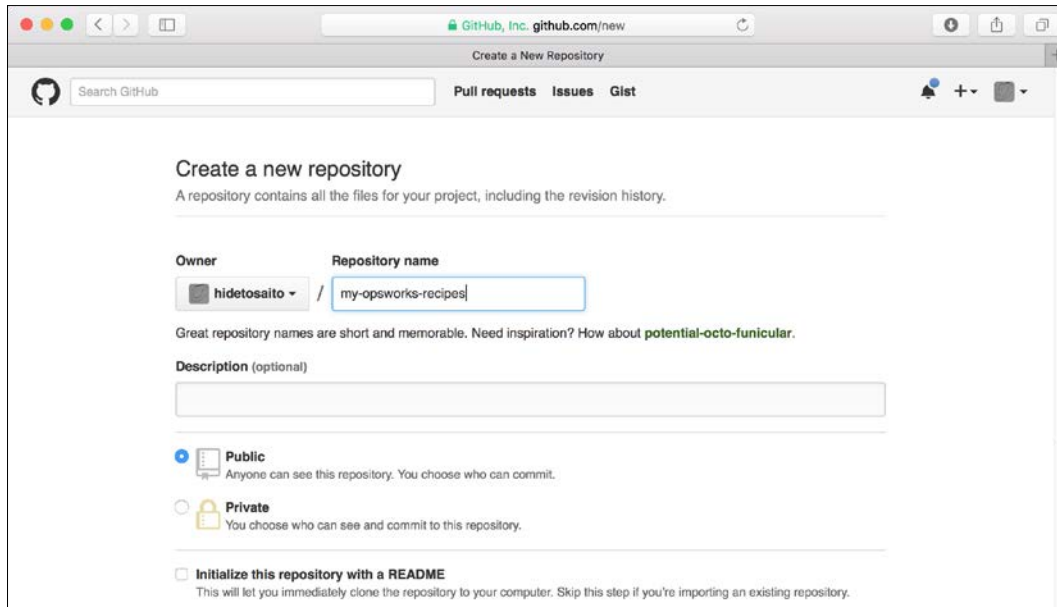 GitHub, Inc. github.com/new
Create a New Repository
Search GitHub
Pull requests Issues Gist
Create a new repository
A repository contains all the files for your project, including the revision history.
Owner Repository name
hidetosaito / my-opsworks-recipes
Great repository names are short and memorable. Need inspiration? How about potential-octo-funicular.
Description (optional)
Public
Anyone can see this repository. You choose who can commit.
Private
You choose who can see and commit to this repository.
Initialize this repository with a README
This will let you immediately clone the repository to your computer. Skip this step if you're importing an existing repository.